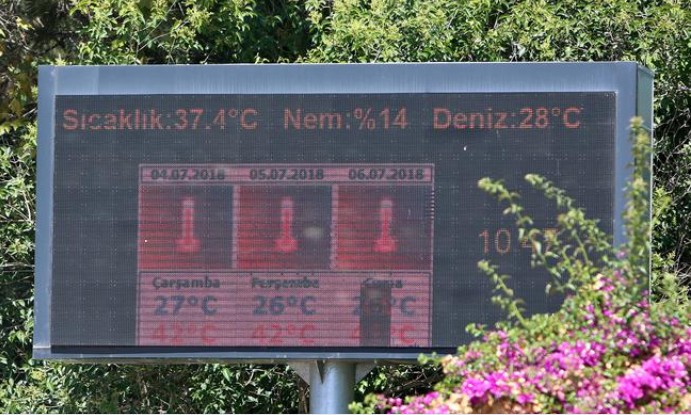 Sıcaklık:37.4°C Nem:%14 Deniz:28°C
04.07.2018 05.07.2018 06.07.2018
Çarşamba Perşembe Cuma
27°C 26°C
42°C 42°C